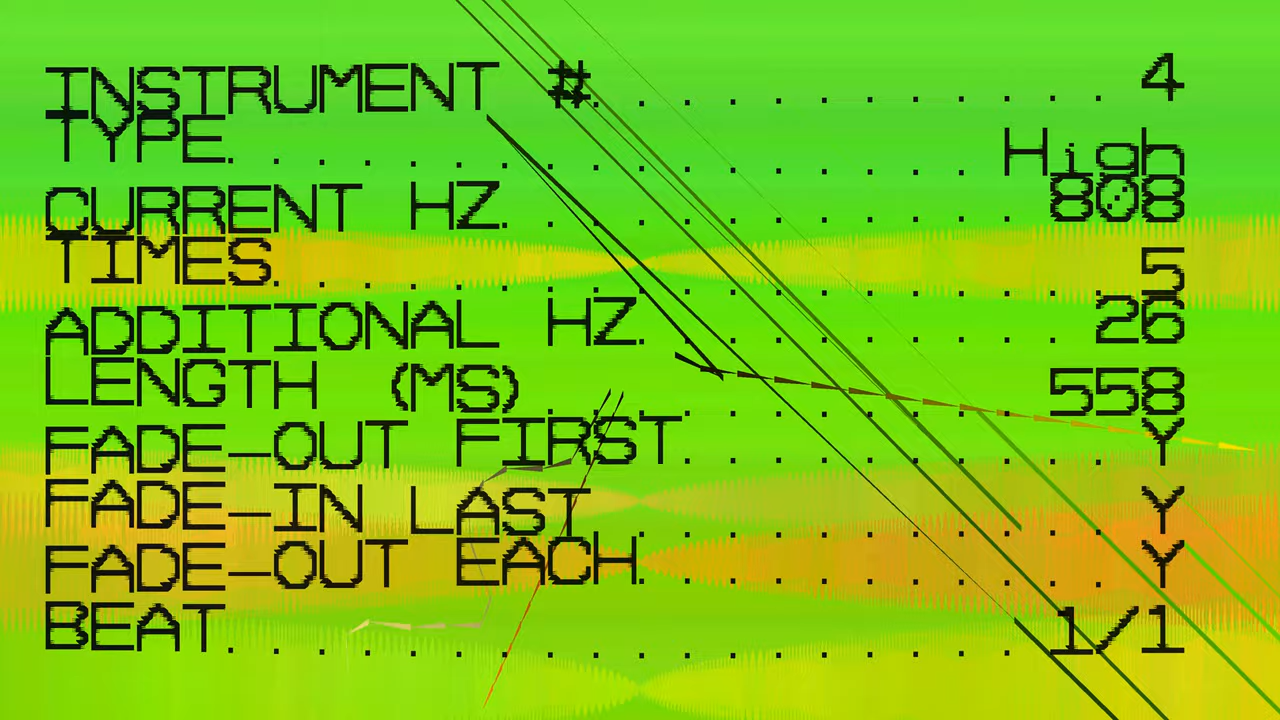 INSTRUMENT #. . . . . . . . . . . . 4
TYPE. . . . . . . . . . . . . . . . . High
CURRENT HZ. . . . . . . . . . . . 808
TIMES. . . . . . . . . . . . . . . . . . . 5
ADDITIONAL HZ. . . . . . . . . . 26
LENGTH (MS). . . . . . . . . . . . 558
FADE-OUT FIRST. . . . . . . . . . Y
FADE-IN LAST. . . . . . . . . . . . Y
FADE-OUT EACH. . . . . . . . . . . Y
BEAT. . . . . . . . . . . . . . . . . . 1/1